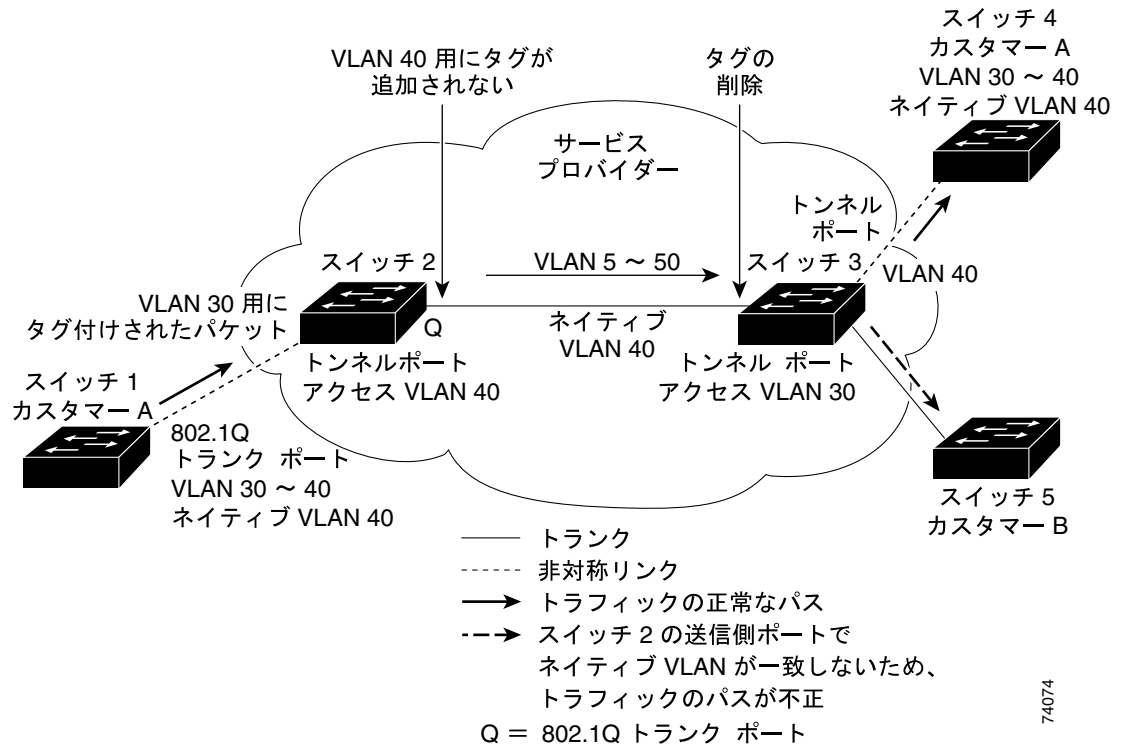 スイッチ 4
カスタマー A
VLAN 30 ～ 40
ネイティブ VLAN 40
VLAN 40 用にタグが
追加されない
タグの
削除
サービス
プロバイダー
トンネル
ポート
スイッチ 2
VLAN 5 ～ 50
スイッチ 3
VLAN 40
VLAN 30 用に
タグ付けされたパケット
Q
ネイティブ
VLAN 40
トンネルポート
アクセス VLAN 40
トンネル ポート
アクセス VLAN 30
スイッチ 1
カスタマー A
802.1Q
トランク ポート
VLAN 30 ～ 40
ネイティブ VLAN 40
スイッチ 5
カスタマー B
トランク
非対称リンク
トラフィックの正常なパス
スイッチ 2 の送信側ポートで
ネイティブ VLAN が一致しないため、
トラフィックのパスが不正
Q ＝ 802.1Q トランク ポート
74074